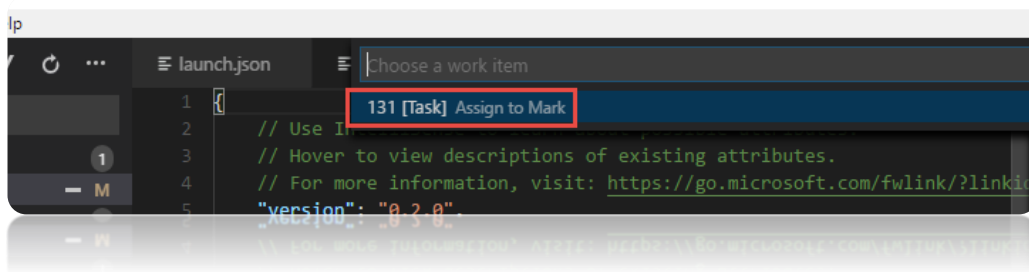 lp
launch.json
Choose a work item
131 [Task] Assign to Mark
1 {
2 // Use
3 // Hover to view descriptions of existing attributes.
1
4 // For more information, visit: https://go.microsoft.com/fwlink/?linkid
M
5 "version": "0.2.0",